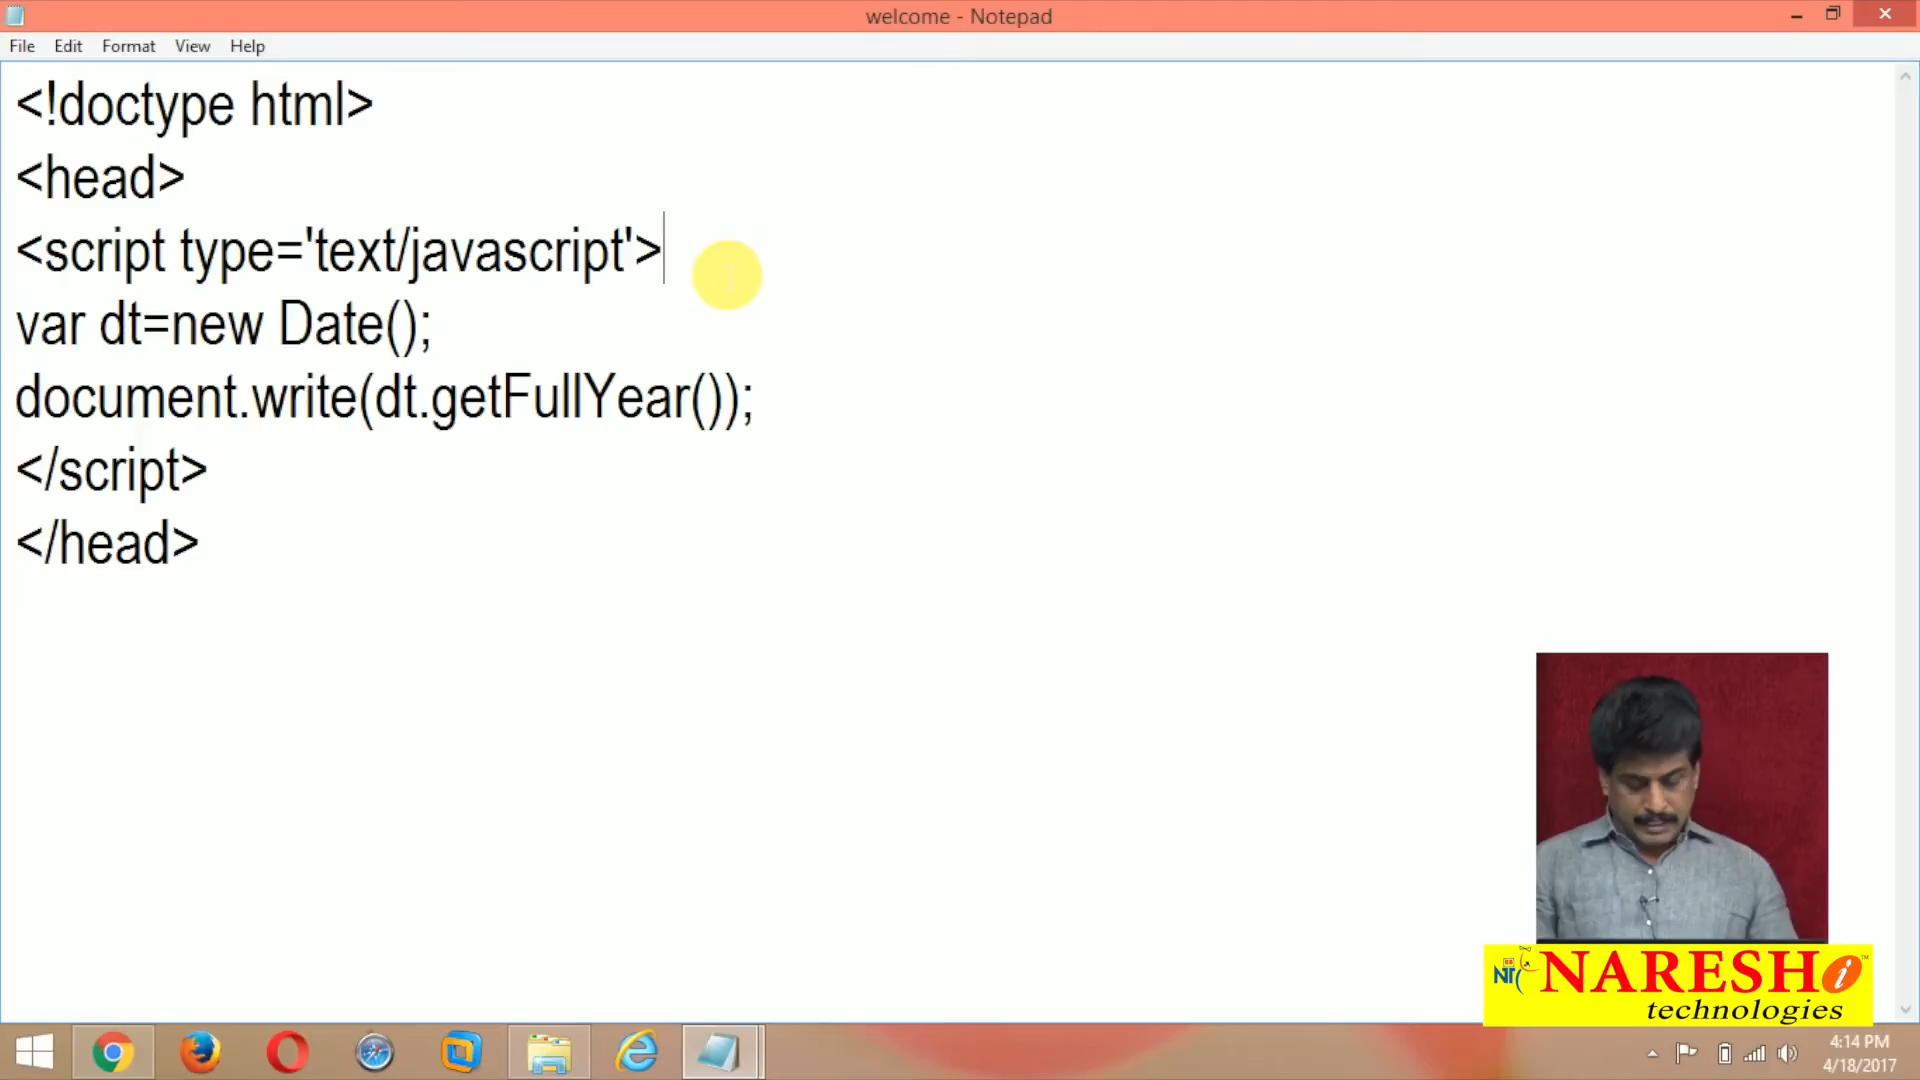 welcome - Notepad
File Edit Format View Help
<!doctype html>
<head>
<script type='text/javascript'>
var dt=new Date();
document.write(dt.getFullYear());
</script>
</head>
NARESH i ™
technologies
4:14 PM
4/18/2017